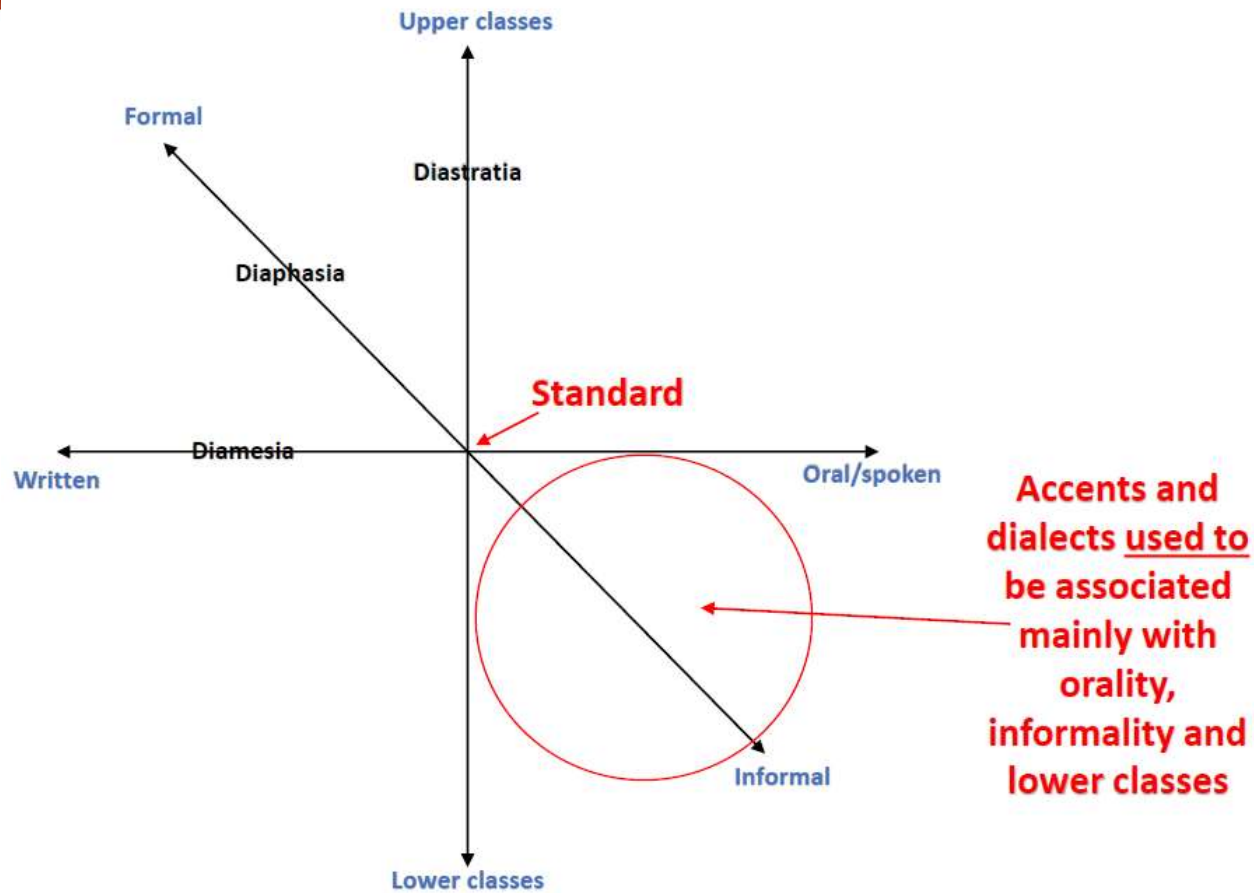 Upper classes
Formal
Diastratia
Diaphasia
Standard
Diamesia
Written
Oral/spoken
Accents and
dialects used to
be associated
mainly with
orality,
informality and
lower classes
Informal
Lower classes